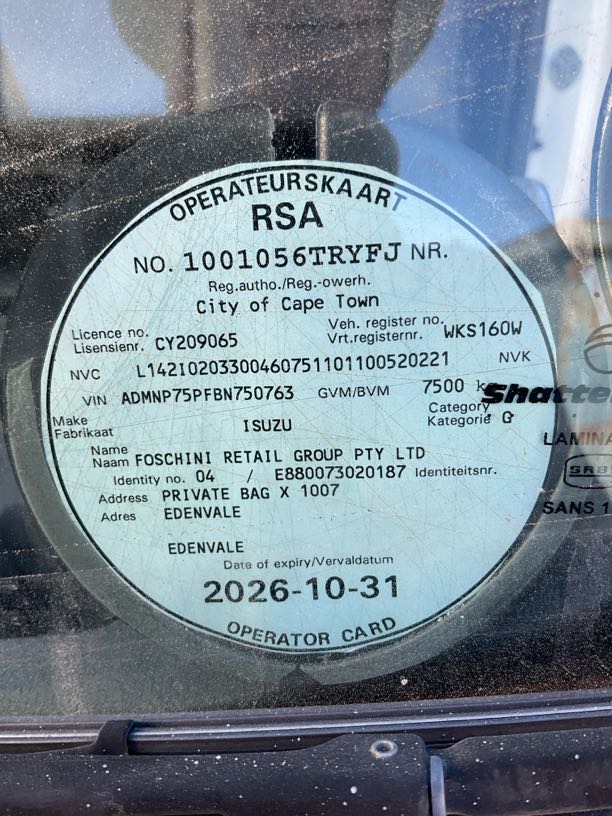 OPERATEURSKAART
RSA
NO. 1001056TRYFJ NR.
Reg.autho./Reg.-owerh.
City of Cape Town
Licence no. Lisensienr. CY209065 Veh. register no. Vrt.registernr. WKS160W
NVC L142I02033004607511011005 20221 NVK
VIN ADMNP75PFBN750763 GVM/BVM 7500 k
Make Fabrikaat ISUZU Category Kategorie G
Name
Naam FOSCHINI RETAIL GROUP PTY LTD
Identity no. 04 / E880073020187 Identiteitsnr.
Address PRIVATE BAG X 1007
Adres EDENVALE
EDENVALE
Date of expiry/Vervaldatum
2026-10-31
OPERATOR CARD
Shatte
LAMINA
SRB
SANS 1